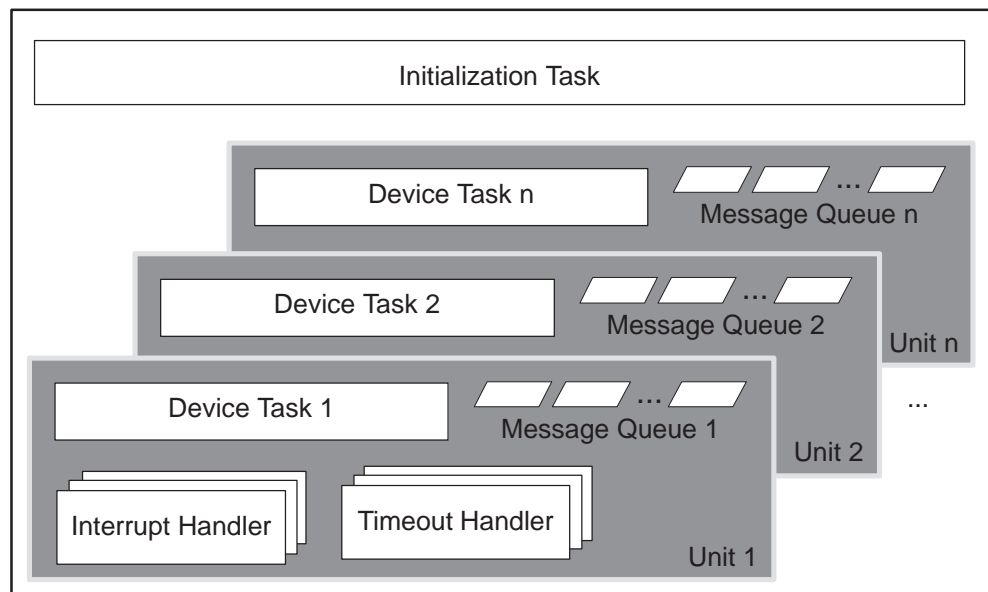 Initialization Task
Device Task n
...
Message Queue n
Unit n
Device Task 2
...
Message Queue 2
Unit 2
...
Device Task 1
...
Message Queue 1
Interrupt Handler
Timeout Handler
Unit 1